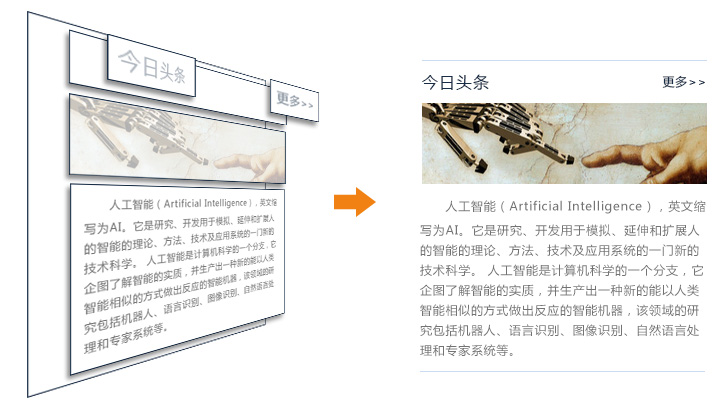 今日头条
更多>>
人工智能（Artificial Intelligence），英文缩
写为AI。它是研究、开发用于模拟、延伸和扩展人
的智能的理论、方法、技术及应用系统的一门新的
技术科学。 人工智能是计算机科学的一个分支，它
企图了解智能的实质，并生产出一种新的能以人类
智能相似的方式做出反应的智能机器，该领域的研
究包括机器人、语言识别、图像识别、自然语言处
理和专家系统等。
今日头条
更多>>
人工智能（Artificial Intelligence），英文缩
写为AI。它是研究、开发用于模拟、延伸和扩展人
的智能的理论、方法、技术及应用系统的一门新的
技术科学。 人工智能是计算机科学的一个分支，它
企图了解智能的实质，并生产出一种新的能以人类
智能相似的方式做出反应的智能机器，该领域的研
究包括机器人、语言识别、图像识别、自然语言处
理和专家系统等。